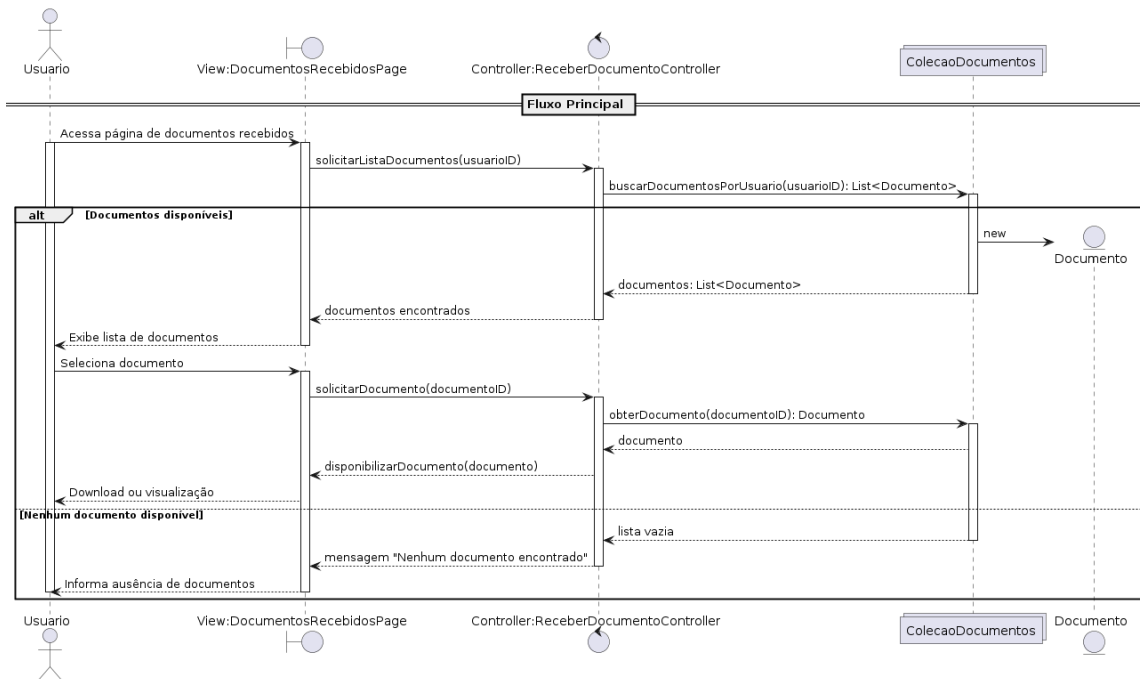 Usuario
View:DocumentosRecebidosPage
Controller:ReceberDocumentoController
ColecaoDocumentos
Fluxo Principal
Acessa página de documentos recebidos
solicitarListaDocumentos(usuarioID)
buscarDocumentosPorUsuario(usuarioID): List<Documento>
alt
[Documentos disponíveis]
new
Documento
documentos: List<Documento>
documentos encontrados
Exibe lista de documentos
Seleciona documento
solicitarDocumento(documentoID)
obterDocumento(documentoID): Documento
documento
disponibilizarDocumento(documento)
Download ou visualização
[Nenhum documento disponível]
lista vazia
mensagem "Nenhum documento encontrado"
Informa ausência de documentos
Usuario
View:DocumentosRecebidosPage
Controller:ReceberDocumentoController
ColecaoDocumentos
Documento